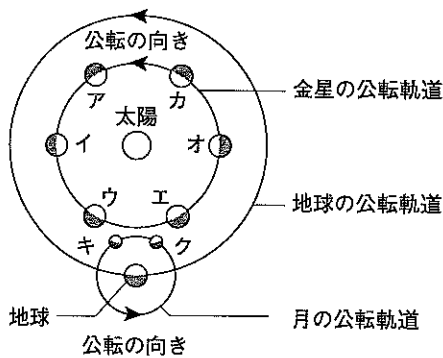 公転の向き
ア
カ
金星の公転軌道
太陽
イ
オ
地球の公転軌道
ウ
エ
キ
ク
地球
月の公転軌道
公転の向き